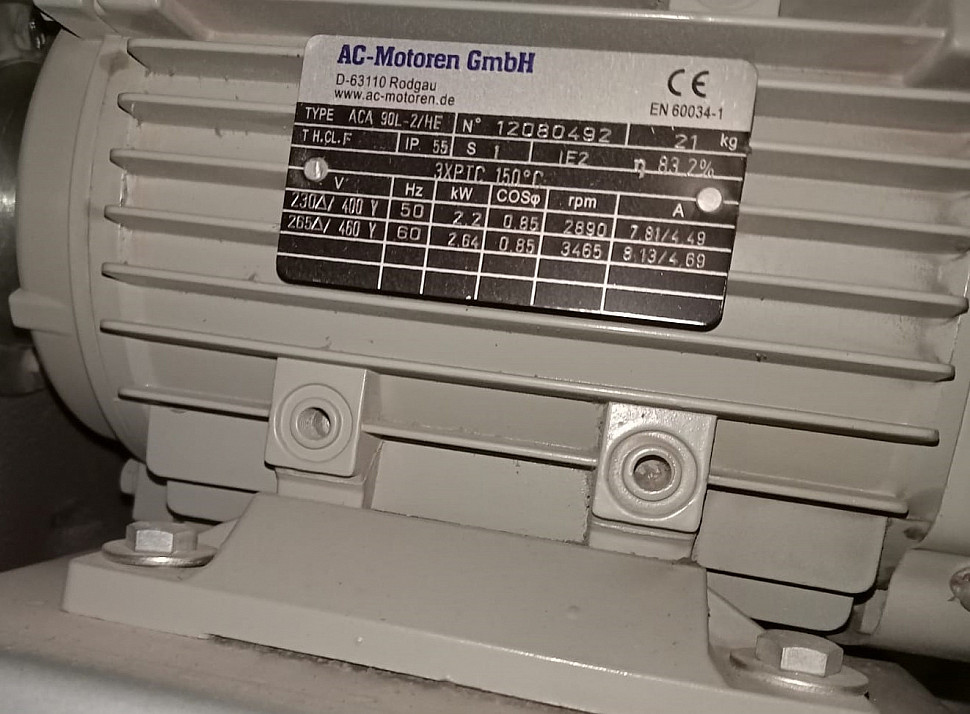 AC-Motoren GmbH
D-63110 Rodgau
www.ac-motoren.de
CE
EN 60034-1
TYPE ACA 90L-2/HE N° 12080492 21 kg
TH.CL.F IP 55 S 1 IE2 η 83.2%
3XPTC 150°C
V Hz kW COSφ rpm A
230Δ/ 400 Y 50 2.2 0.85 2890 7.81/4.49
265Δ/ 460 Y 60 2.64 0.85 3465 8.13/4.69